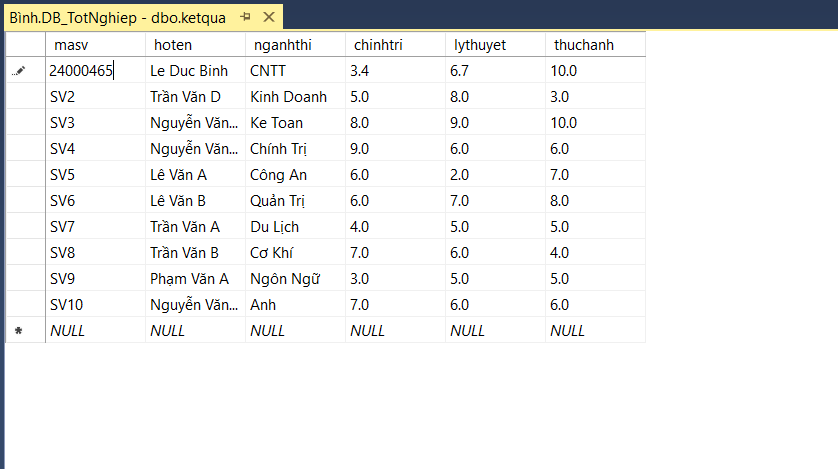 Bình.DB_TotNghiep - dbo.ketqua
masv hoten nganhthi chinhtri lythuyet thuchanh
24000465 Le Duc Binh CNTT 3.4 6.7 10.0
SV2 Trần Văn D Kinh Doanh 5.0 8.0 3.0
SV3 Nguyễn Văn... Ke Toan 8.0 9.0 10.0
SV4 Nguyễn Văn... Chính Trị 9.0 6.0 6.0
SV5 Lê Văn A Công An 6.0 2.0 7.0
SV6 Lê Văn B Quản Trị 6.0 7.0 8.0
SV7 Trần Văn A Du Lịch 4.0 5.0 5.0
SV8 Trần Văn B Cơ Khí 7.0 6.0 4.0
SV9 Phạm Văn A Ngôn Ngữ 3.0 5.0 5.0
SV10 Nguyễn Văn... Anh 7.0 6.0 6.0
NULL NULL NULL NULL NULL NULL